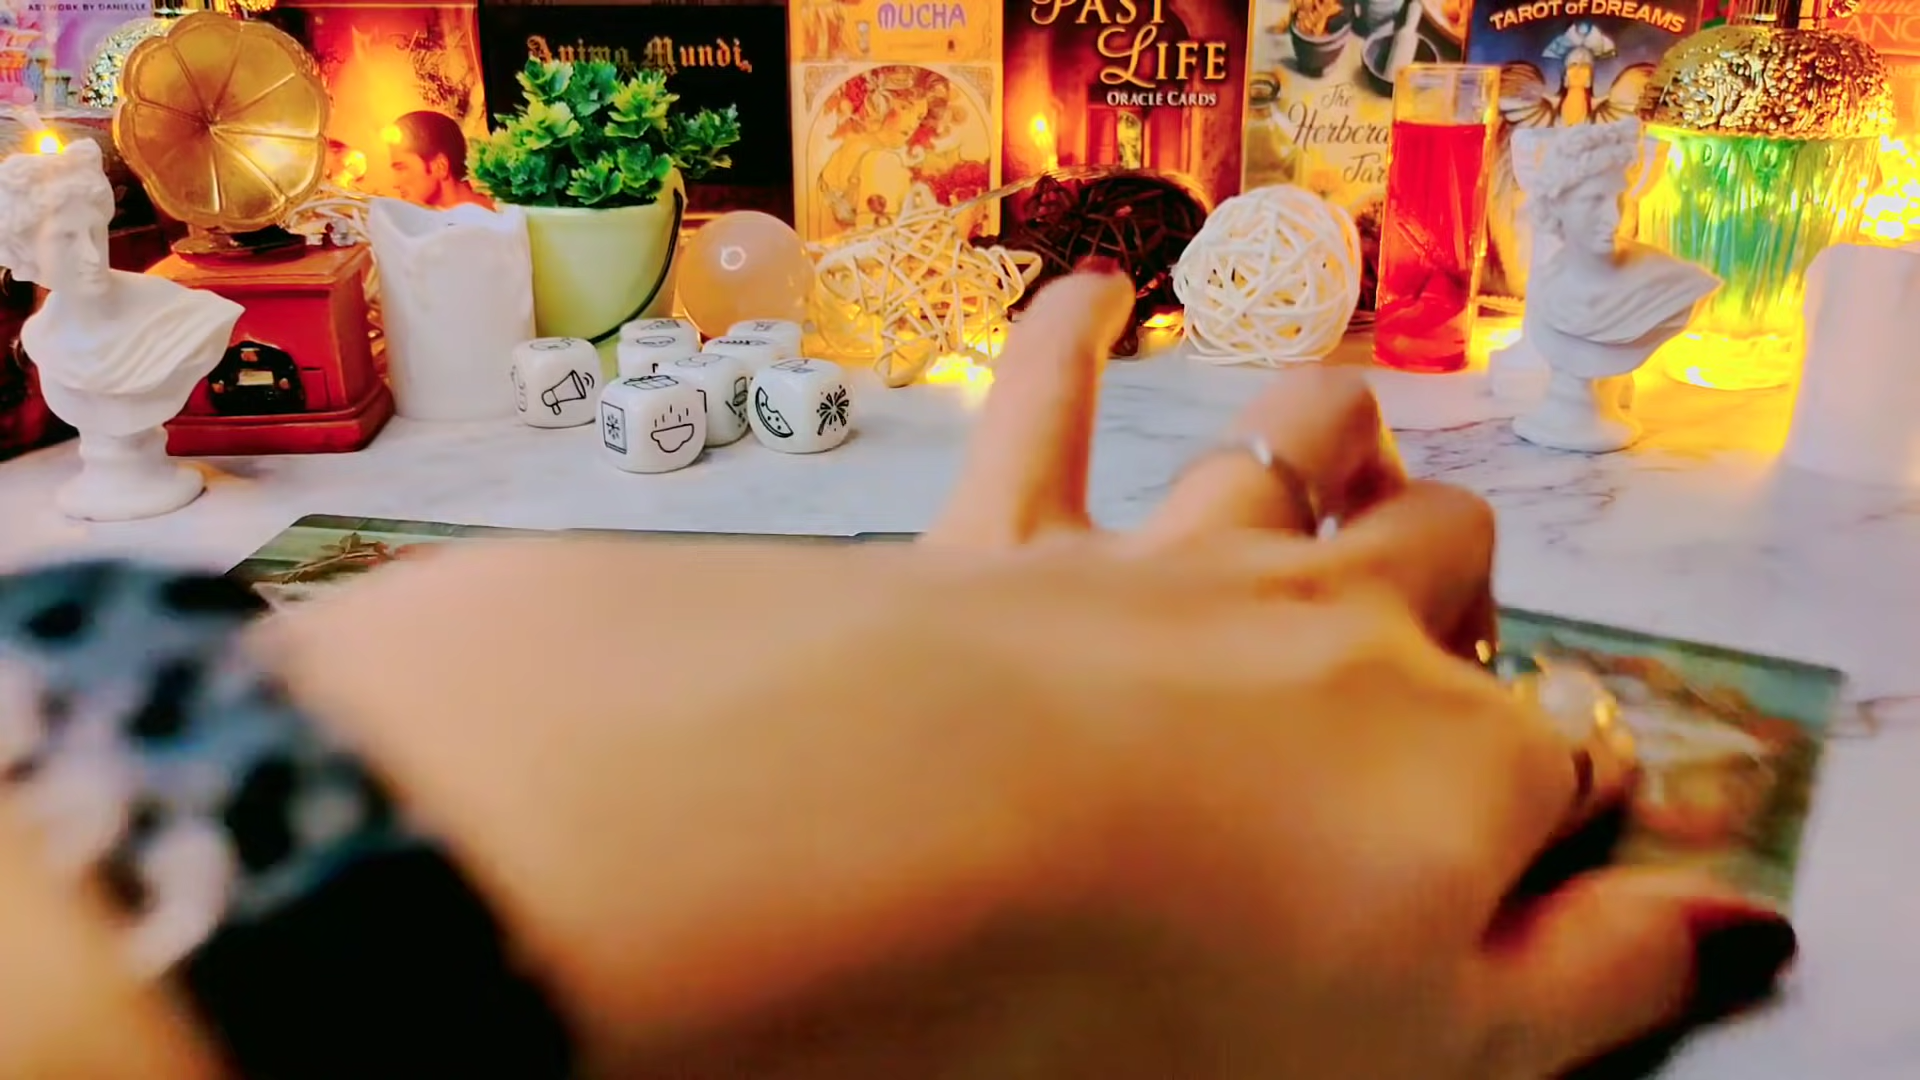 ARTWORK BY DANIELLE
Anima Mundi
MUCHA
PAST
LIFE
ORACLE CARDS
The
Herbcra
Tar
TAROT OF DREAMS